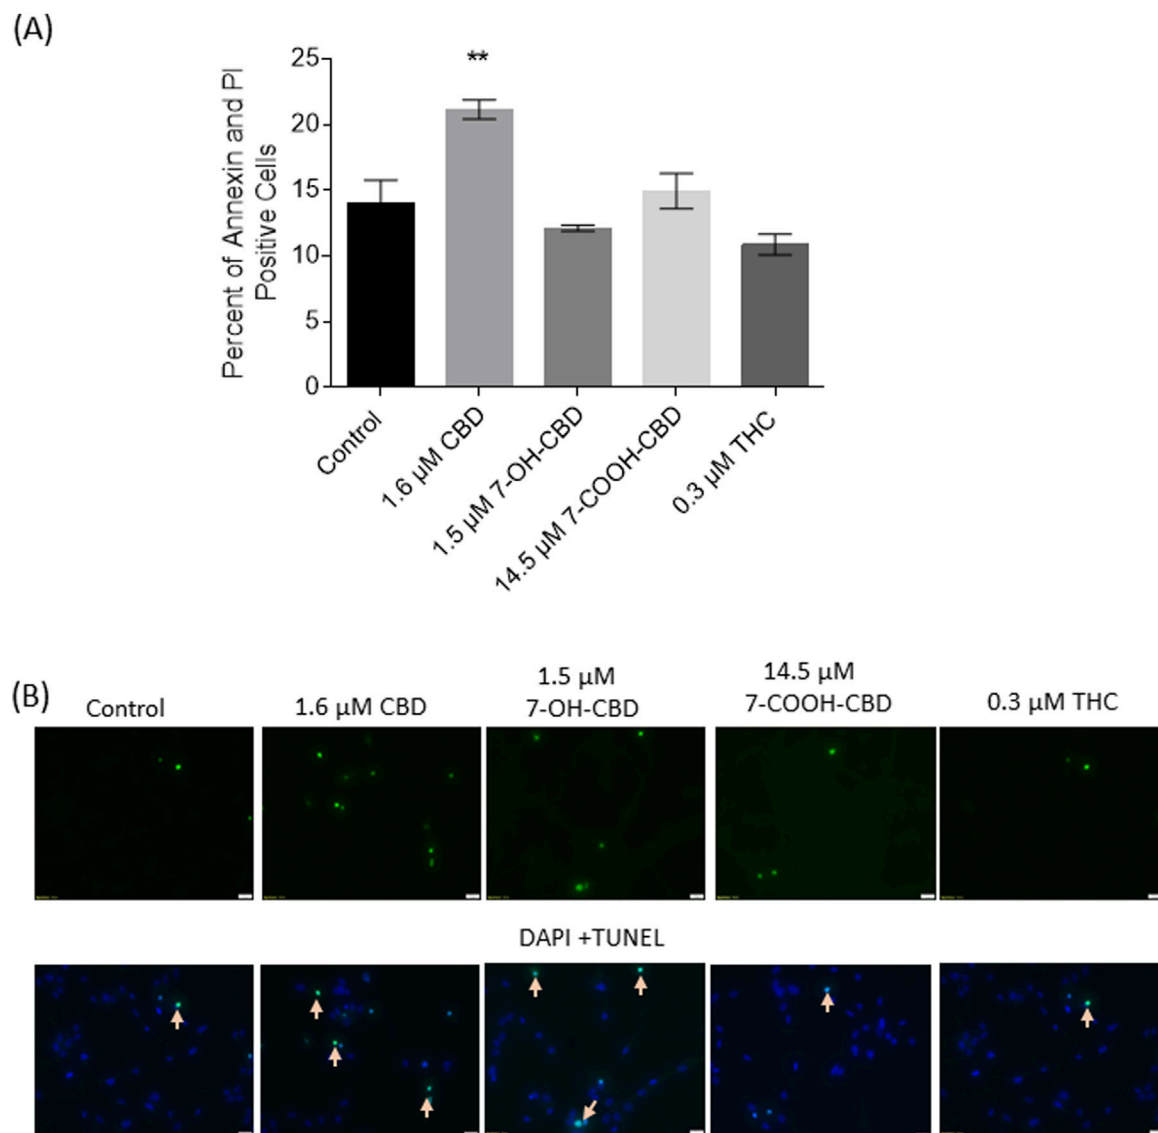 (A)
Percent of Annexin and PI
Positive Cells
25
20
15
10
5
0
**
Control
1.6 µM CBD
1.5 µM 7-OH-CBD
14.5 µM 7-COOH-CBD
0.3 µM THC
(B)
Control
1.6 µM CBD
1.5 µM
7-OH-CBD
14.5 µM
7-COOH-CBD
0.3 µM THC
DAPI +TUNEL